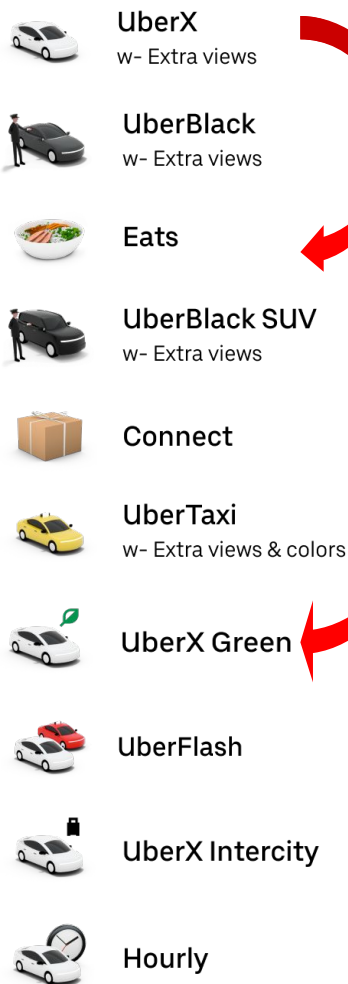 UberX
w- Extra views
UberBlack
w- Extra views
Eats
UberBlack SUV
w- Extra views
Connect
UberTaxi
w- Extra views & colors
UberX Green
UberFlash
UberX Intercity
Hourly